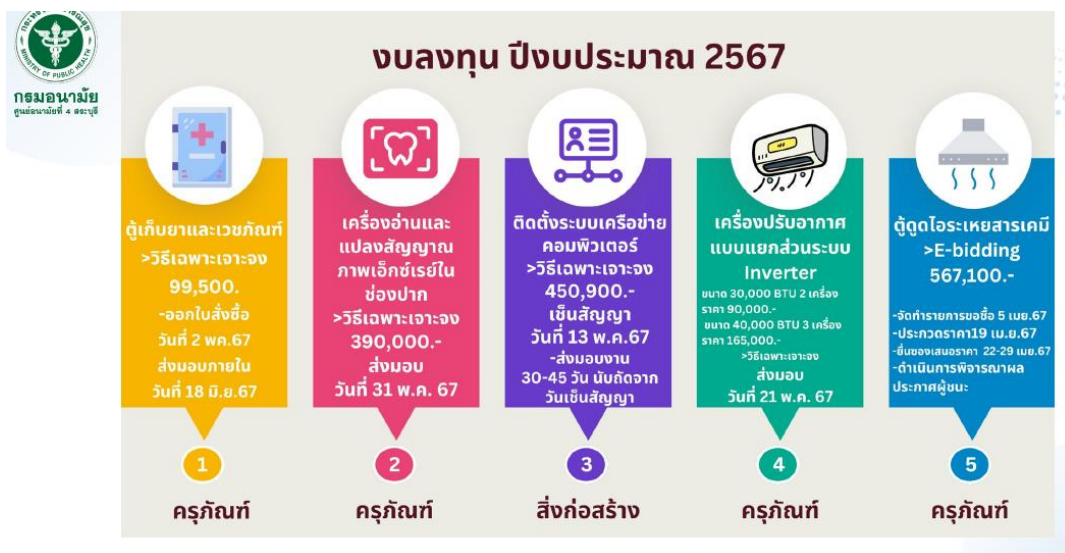 กระทรวงสาธารณสุข
MINISTRY OF PUBLIC HEALTH
กรมอนามัย
ศูนย์อนามัยที่ 4 สระบุรี
งบลงทุน ปีงบประมาณ 2567
ตู้เก็บยาและเวชภัณฑ์
>วิธีเฉพาะเจาะจง
99,500.
-ออกใบสั่งซื้อ
วันที่ 2 พค.67
ส่งมอบภายใน
วันที่ 18 มิ.ย.67
1
ครุภัณฑ์
เครื่องอ่านและ
แปลงสัญญาณ
ภาพเอ็กซ์เรย์ใน
ช่องปาก
>วิธีเฉพาะเจาะจง
390,000.-
ส่งมอบ
วันที่ 31 พ.ค. 67
2
ครุภัณฑ์
ติดตั้งระบบเครือข่าย
คอมพิวเตอร์
>วิธีเฉพาะเจาะจง
450,900.-
เซ็นสัญญา
วันที่ 13 พ.ค.67
-ส่งมอบงาน
30-45 วัน นับถัดจาก
วันเซ็นสัญญา
3
สิ่งก่อสร้าง
เครื่องปรับอากาศ
แบบแยกส่วนระบบ
Inverter
ขนาด 30,000 BTU 2 เครื่อง
ราคา 90,000.-
ขนาด 40,000 BTU 3 เครื่อง
ราคา 165,000.-
>วิธีเฉพาะเจาะจง
ส่งมอบ
วันที่ 21 พ.ค. 67
4
ครุภัณฑ์
ตู้ดูดไอระเหยสารเคมี
>E-bidding
567,100.-
-จัดทำรายการขอซื้อ 5 เมย.67
-ประกวดราคา19 เม.ย.67
-ยื่นซองเสนอราคา 22-29 เมย.67
-ดำเนินการพิจารณาผล
ประกาศผู้ชนะ
5
ครุภัณฑ์